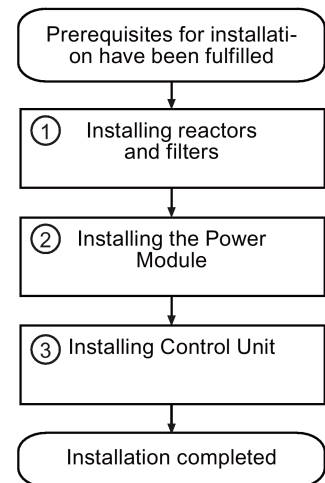 Prerequisites for installati-
on have been fulfilled
1 Installing reactors
and filters
2 Installing the Power
Module
3 Installing Control Unit
Installation completed